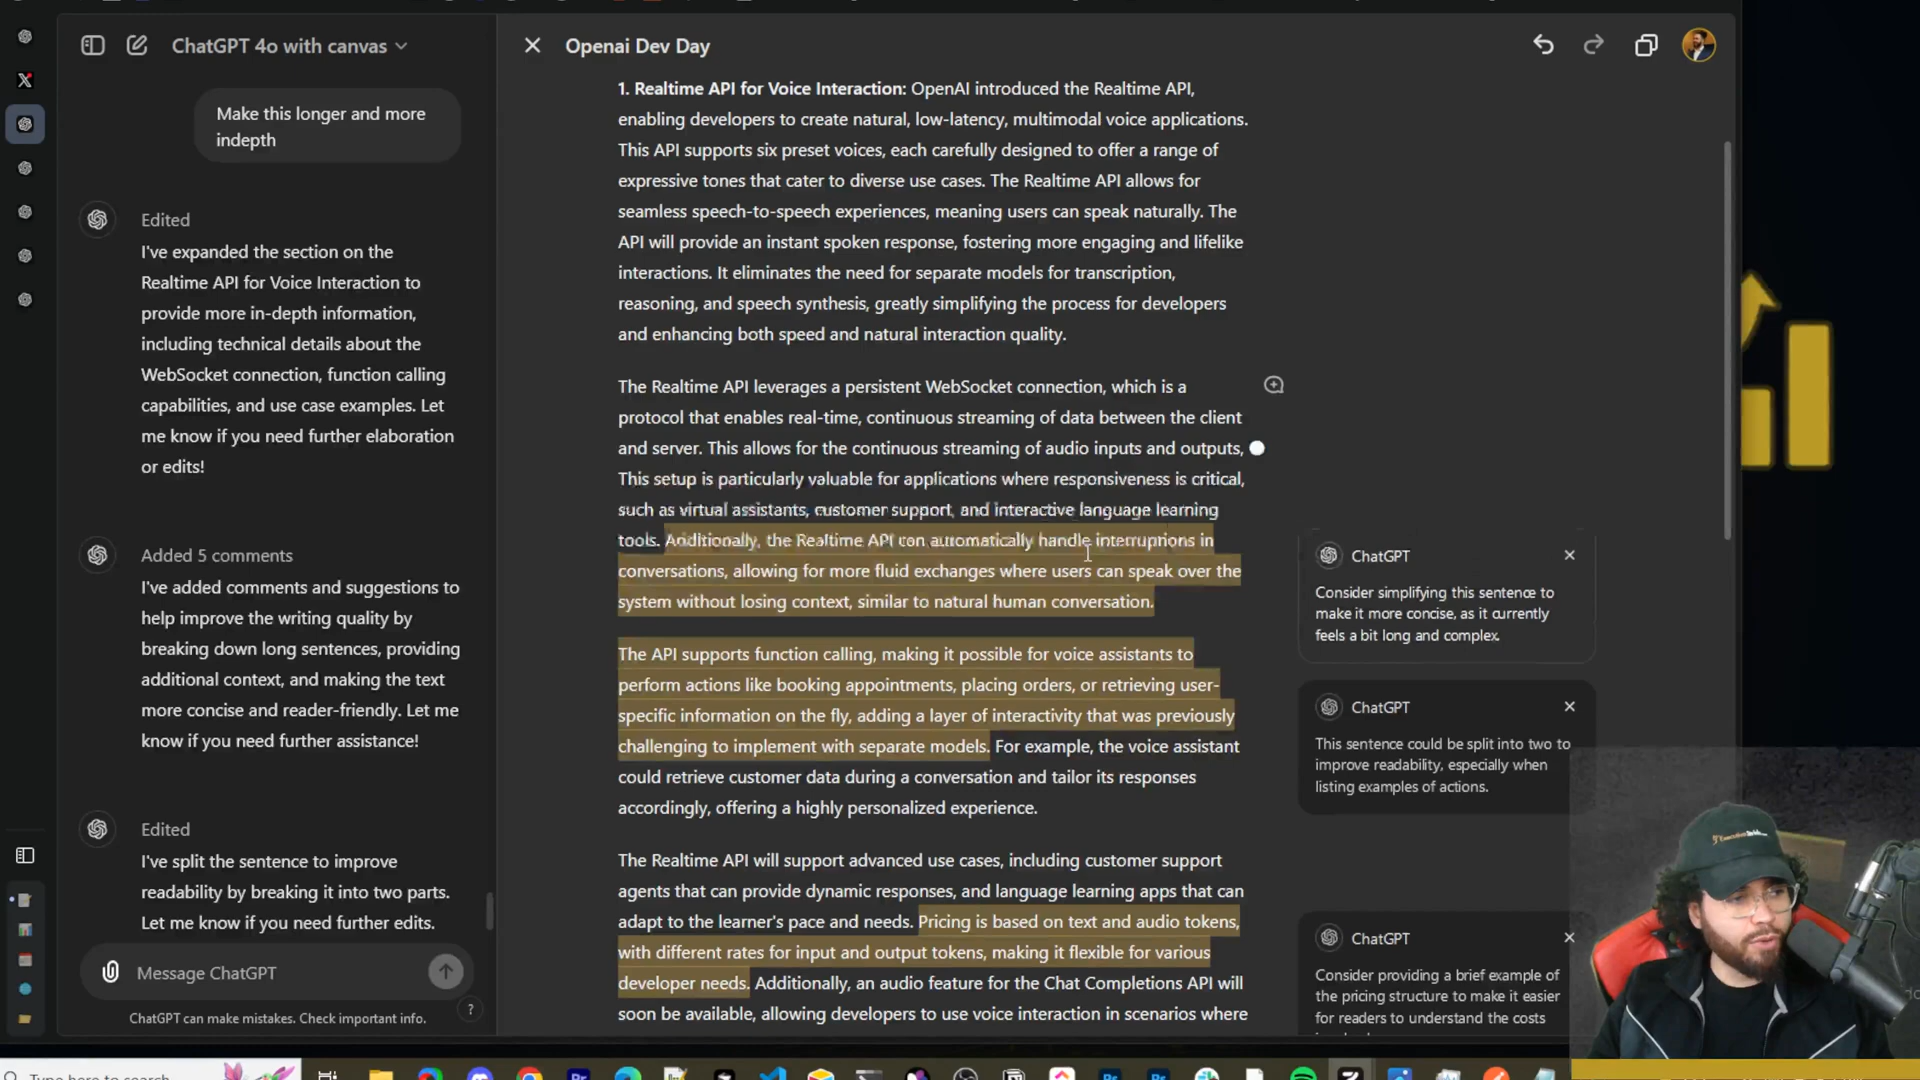 ChatGPT 4o with canvas
Make this longer and more
indepth
Edited
I've expanded the section on the
Realtime API for Voice Interaction to
provide more in-depth information,
including technical details about the
WebSocket connection, function calling
capabilities, and use case examples. Let
me know if you need further elaboration
or edits!
Added 5 comments
I've added comments and suggestions to
help improve the writing quality by
breaking down long sentences, providing
additional context, and making the text
more concise and reader-friendly. Let me
know if you need further assistance!
Edited
I've split the sentence to improve
readability by breaking it into two parts.
Let me know if you need further edits.
Message ChatGPT
ChatGPT can make mistakes. Check important info.
?
Openai Dev Day
1. Realtime API for Voice Interaction: OpenAI introduced the Realtime API,
enabling developers to create natural, low-latency, multimodal voice applications.
This API supports six preset voices, each carefully designed to offer a range of
expressive tones that cater to diverse use cases. The Realtime API allows for
seamless speech-to-speech experiences, meaning users can speak naturally. The
API will provide an instant spoken response, fostering more engaging and lifelike
interactions. It eliminates the need for separate models for transcription,
reasoning, and speech synthesis, greatly simplifying the process for developers
and enhancing both speed and natural interaction quality.
The Realtime API leverages a persistent WebSocket connection, which is a
protocol that enables real-time, continuous streaming of data between the client
and server. This allows for the continuous streaming of audio inputs and outputs,
This setup is particularly valuable for applications where responsiveness is critical,
such as virtual assistants, customer support, and interactive language learning
tools. Additionally, the Realtime API can automatically handle interruptions in
conversations, allowing for more fluid exchanges where users can speak over the
system without losing context, similar to natural human conversation.
The API supports function calling, making it possible for voice assistants to
perform actions like booking appointments, placing orders, or retrieving user-
specific information on the fly, adding a layer of interactivity that was previously
challenging to implement with separate models. For example, the voice assistant
could retrieve customer data during a conversation and tailor its responses
accordingly, offering a highly personalized experience.
The Realtime API will support advanced use cases, including customer support
agents that can provide dynamic responses, and language learning apps that can
adapt to the learner's pace and needs. Pricing is based on text and audio tokens,
with different rates for input and output tokens, making it flexible for various
developer needs. Additionally, an audio feature for the Chat Completions API will
soon be available, allowing developers to use voice interaction in scenarios where
ChatGPT
Consider simplifying this sentence to
make it more concise, as it currently
feels a bit long and complex.
ChatGPT
This sentence could be split into two to
improve readability, especially when
listing examples of actions.
ChatGPT
Consider providing a brief example of
the pricing structure to make it easier
for readers to understand the costs
Type here to search